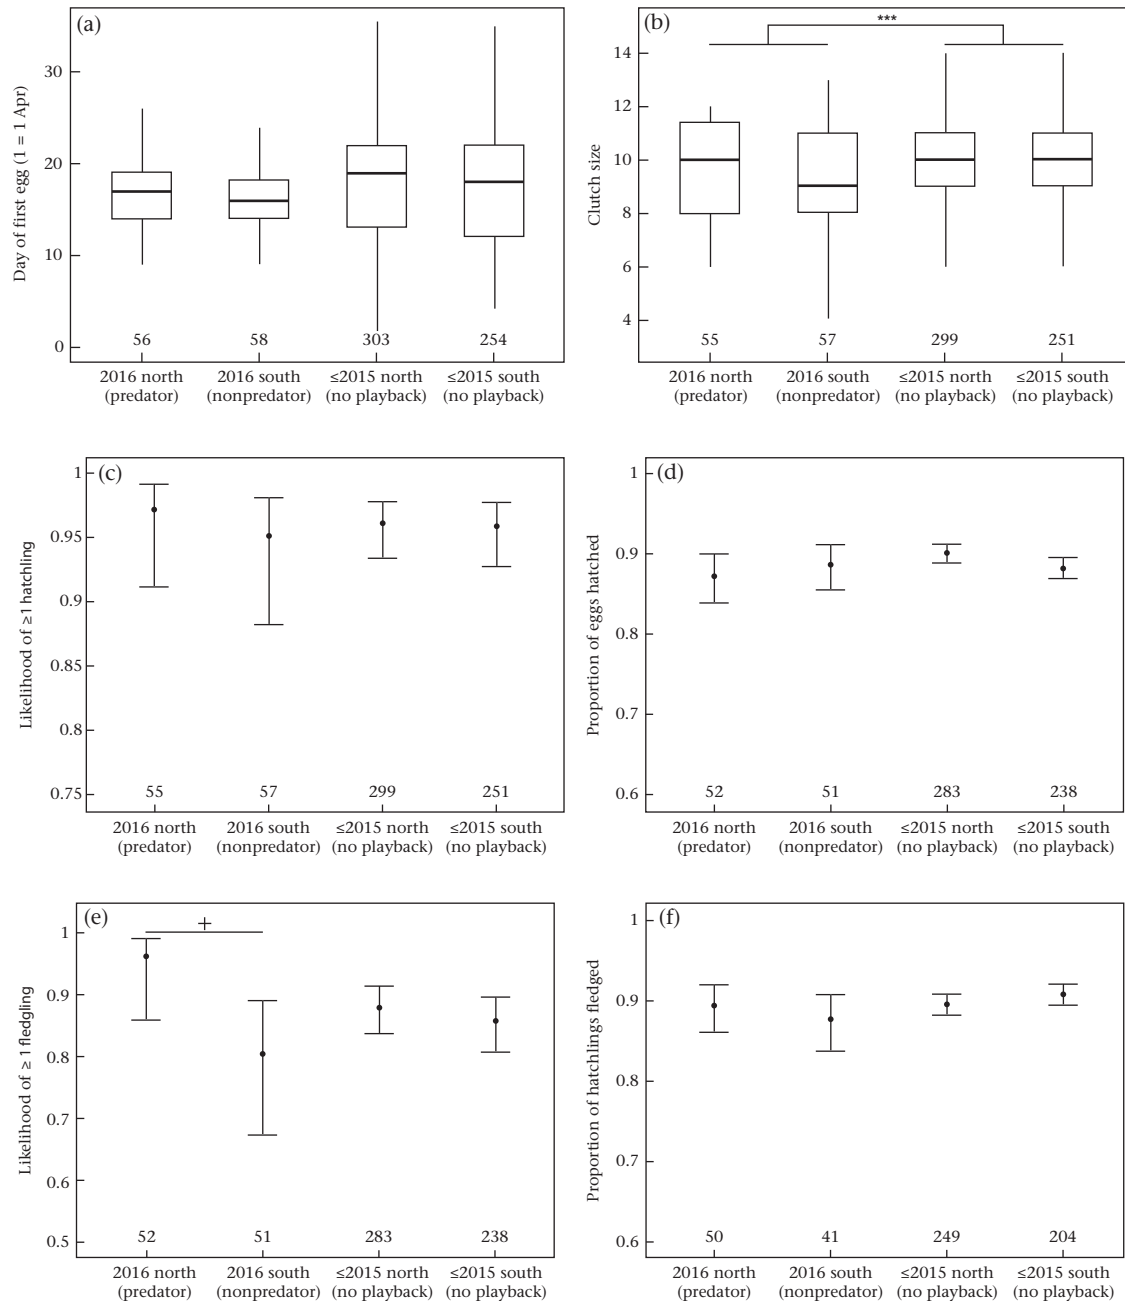 (a)
Day of first egg (1 = 1 Apr)
30
20
10
0
56
58
303
254
2016 north
(predator)
2016 south
(nonpredator)
≤2015 north
(no playback)
≤2015 south
(no playback)
(b)
***
Clutch size
14
12
10
8
6
4
55
57
299
251
2016 north
(predator)
2016 south
(nonpredator)
≤2015 north
(no playback)
≤2015 south
(no playback)
(c)
Likelihood of ≥1 hatchling
1
0.95
0.9
0.85
0.8
0.75
55
57
299
251
2016 north
(predator)
2016 south
(nonpredator)
≤2015 north
(no playback)
≤2015 south
(no playback)
(d)
Proportion of eggs hatched
1
0.9
0.8
0.7
0.6
52
51
283
238
2016 north
(predator)
2016 south
(nonpredator)
≤2015 north
(no playback)
≤2015 south
(no playback)
(e)
+
Likelihood of ≥ 1 fledgling
1
0.9
0.8
0.7
0.6
0.5
52
51
283
238
2016 north
(predator)
2016 south
(nonpredator)
≤2015 north
(no playback)
≤2015 south
(no playback)
(f)
Proportion of hatchlings fledged
1
0.9
0.8
0.7
0.6
50
41
249
204
2016 north
(predator)
2016 south
(nonpredator)
≤2015 north
(no playback)
≤2015 south
(no playback)